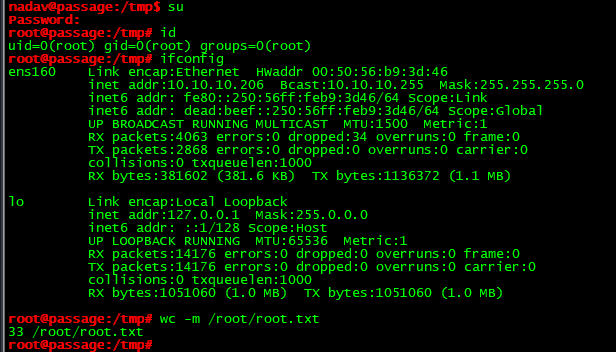 nadav@passage:/tmp$ su
Password:
root@passage:/tmp# id
uid=0(root) gid=0(root) groups=0(root)
root@passage:/tmp# ifconfig
ens160    Link encap:Ethernet  HWaddr 00:50:56:b9:3d:46
          inet addr:10.10.10.206  Bcast:10.10.10.255  Mask:255.255.255.0
          inet6 addr: fe80::250:56ff:feb9:3d46/64 Scope:Link
          inet6 addr: dead:beef::250:56ff:feb9:3d46/64 Scope:Global
          UP BROADCAST RUNNING MULTICAST  MTU:1500  Metric:1
          RX packets:4063 errors:0 dropped:34 overruns:0 frame:0
          TX packets:2868 errors:0 dropped:0 overruns:0 carrier:0
          collisions:0 txqueuelen:1000
          RX bytes:381602 (381.6 KB)  TX bytes:1136372 (1.1 MB)
lo        Link encap:Local Loopback
          inet addr:127.0.0.1  Mask:255.0.0.0
          inet6 addr: ::1/128 Scope:Host
          UP LOOPBACK RUNNING  MTU:65536  Metric:1
          RX packets:14176 errors:0 dropped:0 overruns:0 frame:0
          TX packets:14176 errors:0 dropped:0 overruns:0 carrier:0
          collisions:0 txqueuelen:1000
          RX bytes:1051060 (1.0 MB)  TX bytes:1051060 (1.0 MB)
root@passage:/tmp# wc -m /root/root.txt
33 /root/root.txt
root@passage:/tmp#